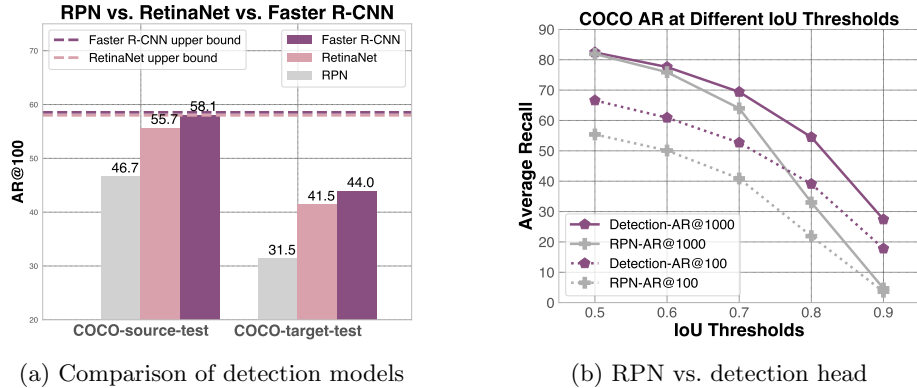 RPN vs. RetinaNet vs. Faster R-CNN
AR@100
70
60
50
40
30
20
Faster R-CNN upper bound
RetinaNet upper bound
Faster R-CNN
RetinaNet
RPN
46.7
55.7
58.1
31.5
41.5
44.0
COCO-source-test
COCO-target-test
(a) Comparison of detection models
COCO AR at Different IoU Thresholds
Average Recall
90
80
70
60
50
40
30
20
10
0
Detection-AR@1000
RPN-AR@1000
Detection-AR@100
RPN-AR@100
0.5 0.6 0.7 0.8 0.9
IoU Thresholds
(b) RPN vs. detection head